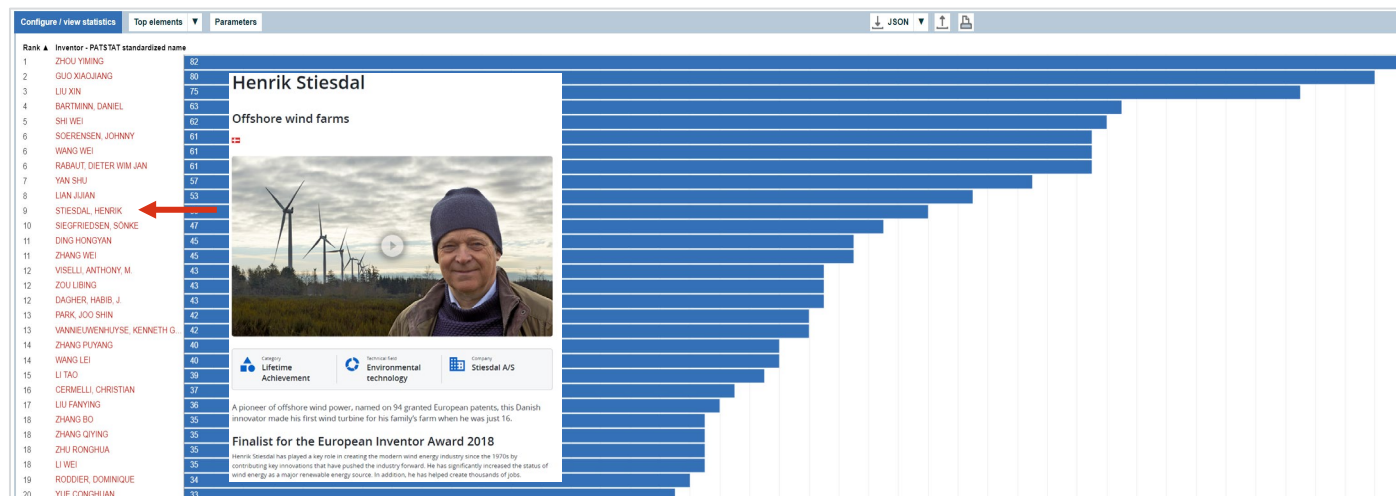 Configure / view statistics Top elements ▼ Parameters JSON ▼
Rank ▲ Inventor - PATSTAT standardized name
1 ZHOU YIMING 82
2 GUO XIAOJIANG 80
3 LIU XIN 75
4 BARTMINN, DANIEL 63
5 SHI WEI 62
6 SOERENSEN, JOHNNY 61
6 WANG WEI 61
6 RABAUT, DIETER WIM JAN 61
7 YAN SHU 57
8 LIAN JIJIAN 53
9 STIESDAL, HENRIK
10 SIEGFRIEDSEN, SÖNKE 47
11 DING HONGYAN 45
11 ZHANG WEI 45
12 VISELLI, ANTHONY, M. 43
12 ZOU LIBING 43
12 DAGHER, HABIB, J. 43
13 PARK, JOO SHIN 42
13 VANNIEUWENHUYSE, KENNETH G... 42
14 ZHANG PUYANG 40
14 WANG LEI 40
15 LI TAO 39
16 CERMELLI, CHRISTIAN 37
17 LIU FANYING 36
18 ZHANG BO 35
18 ZHANG QIYING 35
18 ZHU RONGHUA 35
18 LI WEI 35
19 RODDIER, DOMINIQUE 34
20 YUE CONGHUAN 33
Henrik Stiesdal
Offshore wind farms
Category
Lifetime
Achievement
Technical field
Environmental
technology
Company
Stiesdal A/S
A pioneer of offshore wind power, named on 94 granted European patents, this Danish
innovator made his first wind turbine for his family's farm when he was just 16.
Finalist for the European Inventor Award 2018
Henrik Stiesdal has played a key role in creating the modern wind energy industry since the 1970s by
contributing key innovations that have pushed the industry forward. He has significantly increased the status of
wind energy as a major renewable energy source. In addition, he has helped create thousands of jobs.